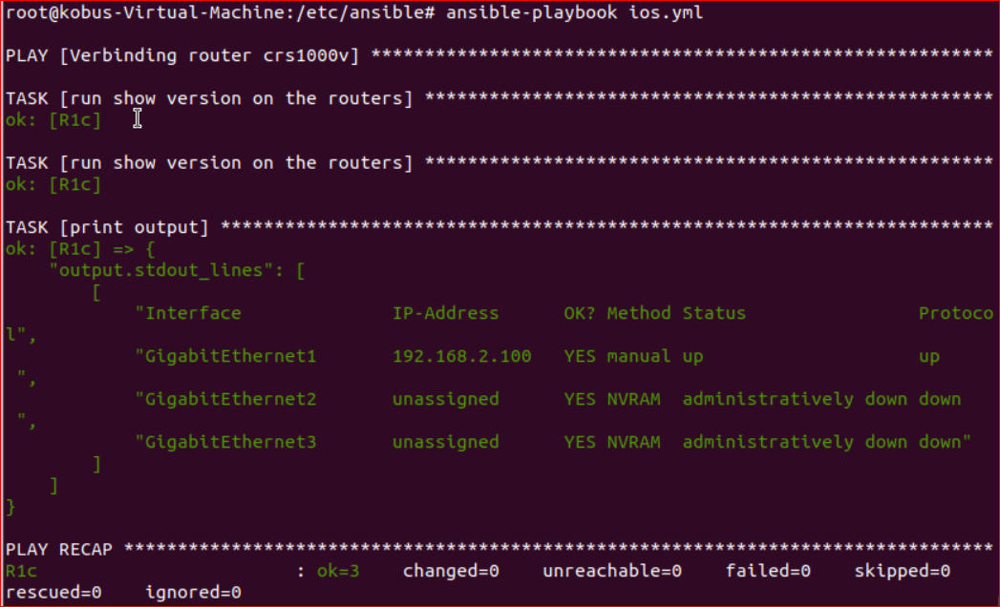 root@kobus-Virtual-Machine:/etc/ansible# ansible-playbook ios.yml
PLAY [Verbinding router crs1000v] **********************************************************
TASK [run show version on the routers] *****************************************************
ok: [R1c]
TASK [run show version on the routers] *****************************************************
ok: [R1c]
TASK [print output] ************************************************************************
ok: [R1c] => {
    "output.stdout_lines": [
        [
            "Interface              IP-Address      OK? Method Status                Protoco
l",
            "GigabitEthernet1       192.168.2.100   YES manual up                    up
 ",
            "GigabitEthernet2       unassigned      YES NVRAM  administratively down down
 ",
            "GigabitEthernet3       unassigned      YES NVRAM  administratively down down"
        ]
    ]
}
PLAY RECAP *********************************************************************************
R1c                        : ok=3    changed=0    unreachable=0    failed=0    skipped=0
rescued=0    ignored=0